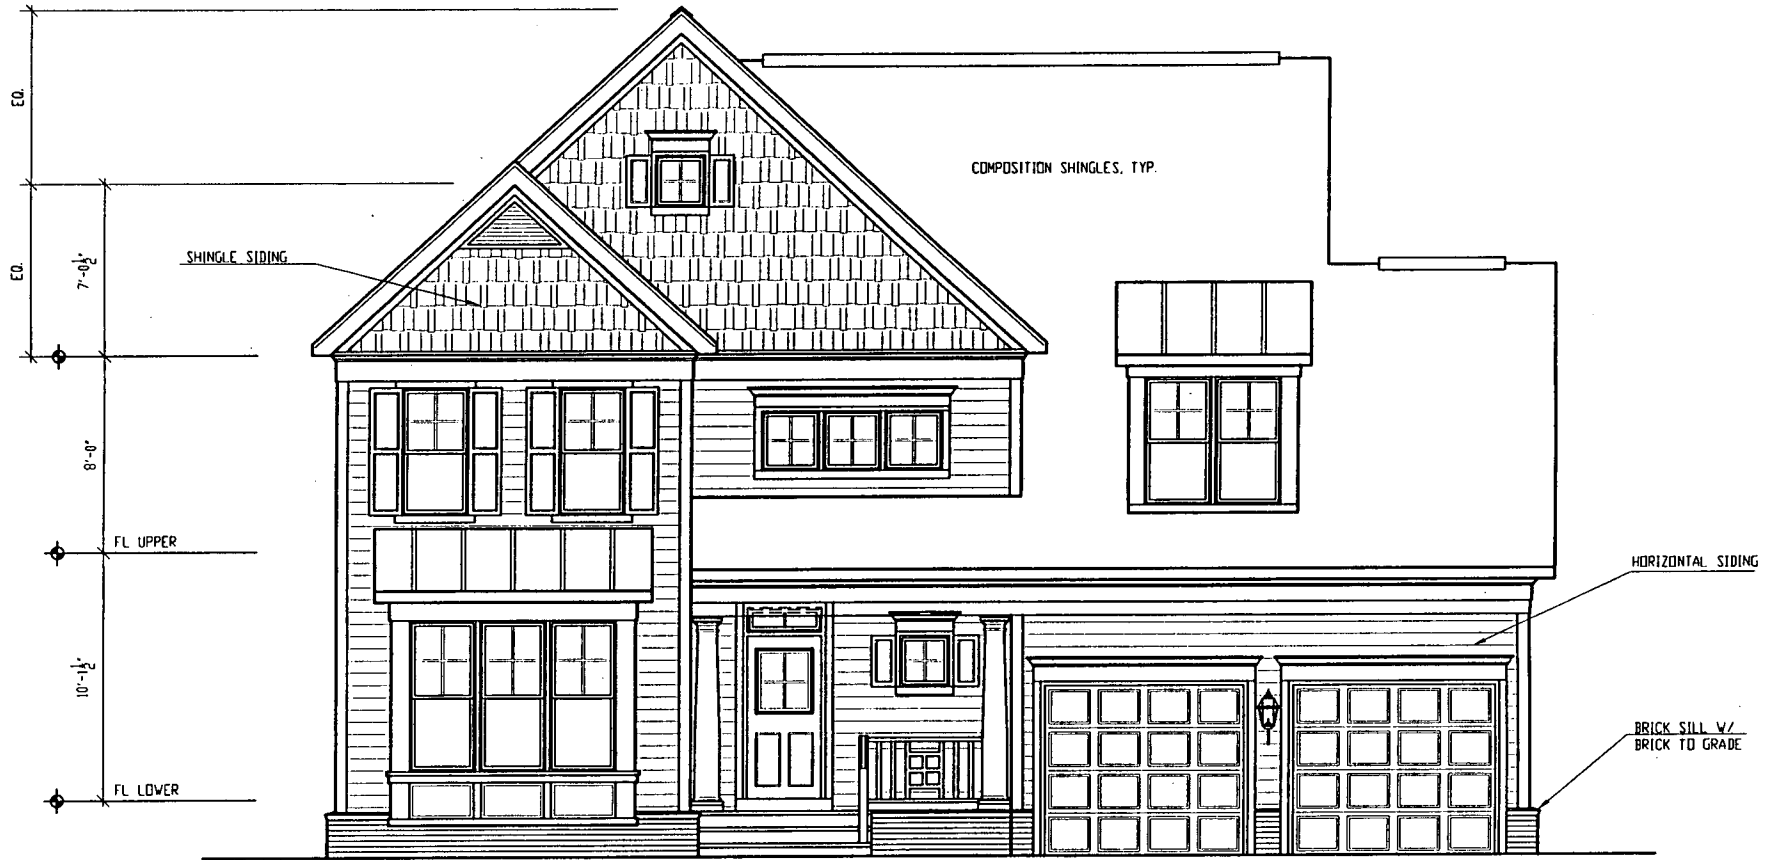 EQ.
COMPOSITION SHINGLES, TYP.
SHINGLE SIDING
EQ.
7'-0½"
8'-0"
FL UPPER
HORIZONTAL SIDING
10'-1½"
BRICK SILL W/
BRICK TO GRADE
FL LOWER